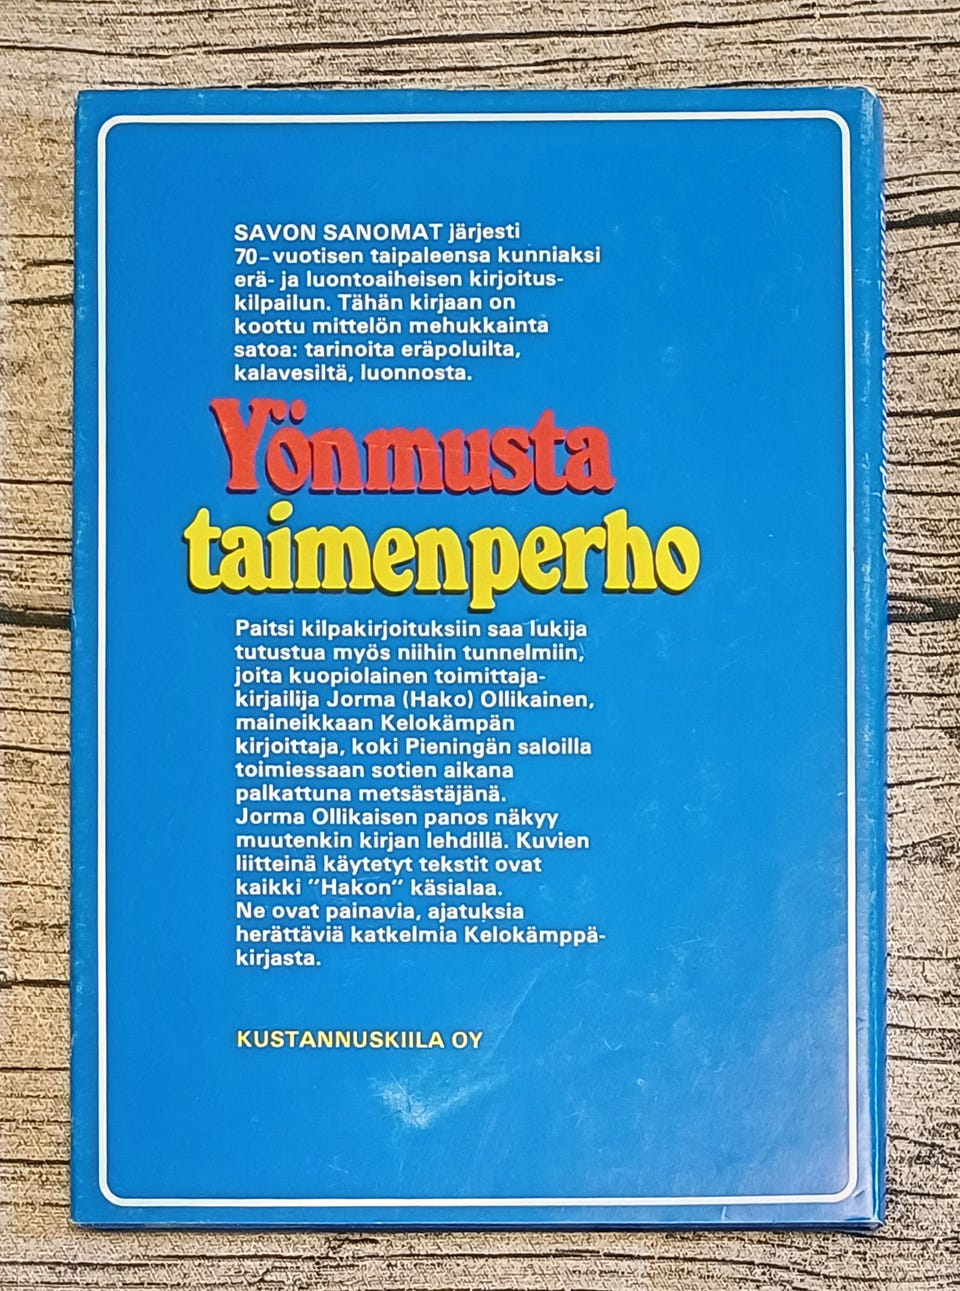 SAVON SANOMAT järjesti
70-vuotisen taipaleensa kunniaksi
erä- ja luontoaiheisen kirjoitus-
kilpailun. Tähän kirjaan on
koottu mittelön mehukkainta
satoa: tarinoita eräpoluilta,
kalavesiltä, luonnosta.
Yönmusta
taimenperho
Paitsi kilpakirjoituksiin saa lukija
tutustua myös niihin tunnelmiin,
joita kuopiolainen toimittaja-
kirjailija Jorma (Hako) Ollikainen,
maineikkaan Kelokämpän
kirjoittaja, koki Pieningän saloilla
toimiessaan sotien aikana
palkattuna metsästäjänä.
Jorma Ollikaisen panos näkyy
muutenkin kirjan lehdillä. Kuvien
liitteinä käytetyt tekstit ovat
kaikki "Hakon" käsialaa.
Ne ovat painavia, ajatuksia
herättäviä katkelmia Kelokämppä-
kirjasta.
KUSTANNUSKIILA OY